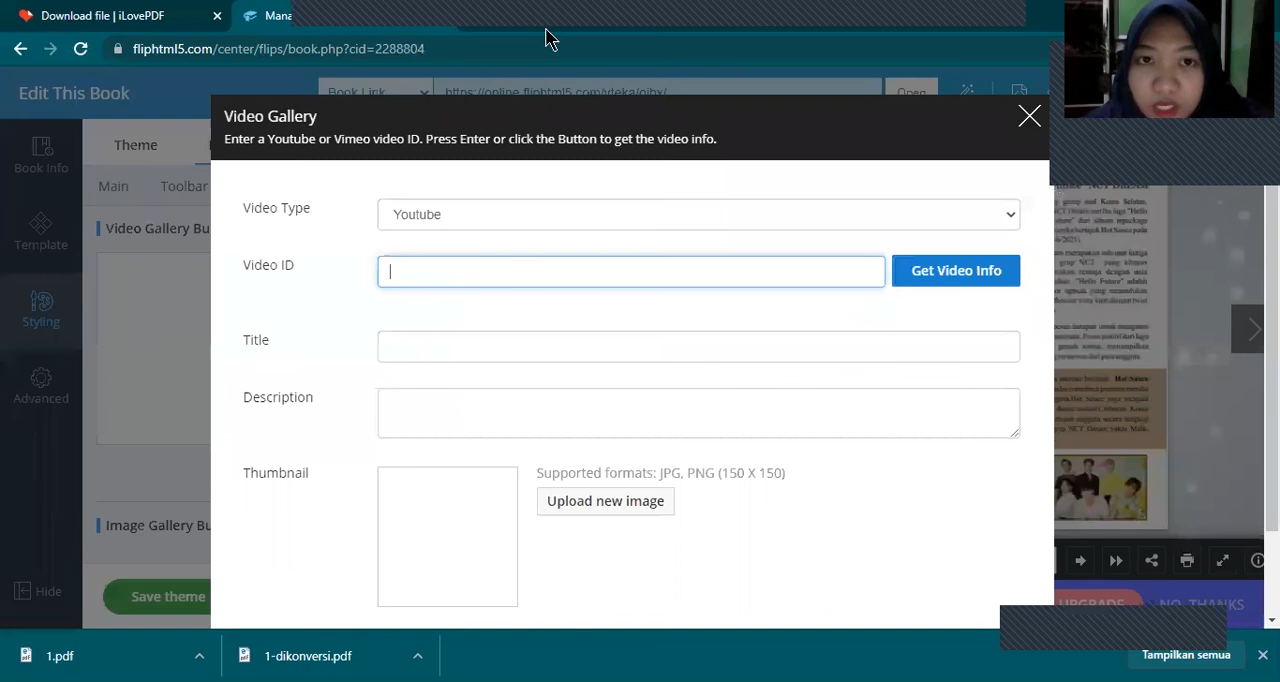 Download file | iLovePDF
Mana
fliphtml5.com/center/flips/book.php?cid=2288804
Edit This Book
Book Link
https://online.fliphtml5.com/
Open
Video Gallery
Enter a Youtube or Vimeo video ID. Press Enter or click the Button to get the video info.
Book Info
Theme
Main
Toolbar
Video Type
Youtube
Video Gallery Bu
Template
Video ID
Get Video Info
Styling
Title
Advanced
Description
Thumbnail
Supported formats: JPG, PNG (150 X 150)
Upload new image
Image Gallery Bu
Hide
Save theme
UPGRADE
NO, THANKS
1.pdf
1-dikonversi.pdf
Tampilkan semua